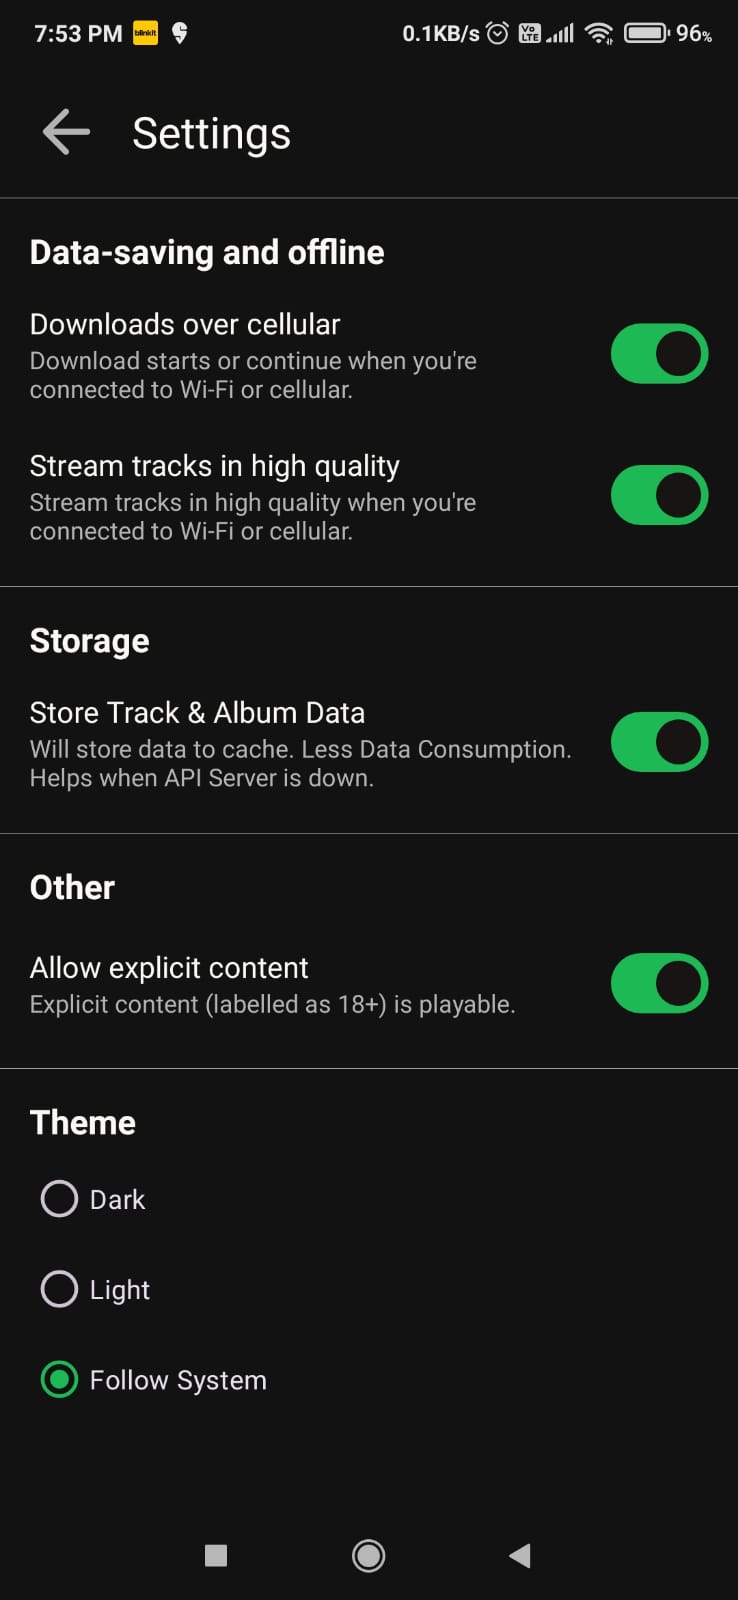 7:53 PM blinkit 0.1KB/s Vo LTE 96%
Settings
Data-saving and offline
Downloads over cellular
Download starts or continue when you're
connected to Wi-Fi or cellular.
Stream tracks in high quality
Stream tracks in high quality when you're
connected to Wi-Fi or cellular.
Storage
Store Track & Album Data
Will store data to cache. Less Data Consumption.
Helps when API Server is down.
Other
Allow explicit content
Explicit content (labelled as 18+) is playable.
Theme
Dark
Light
Follow System